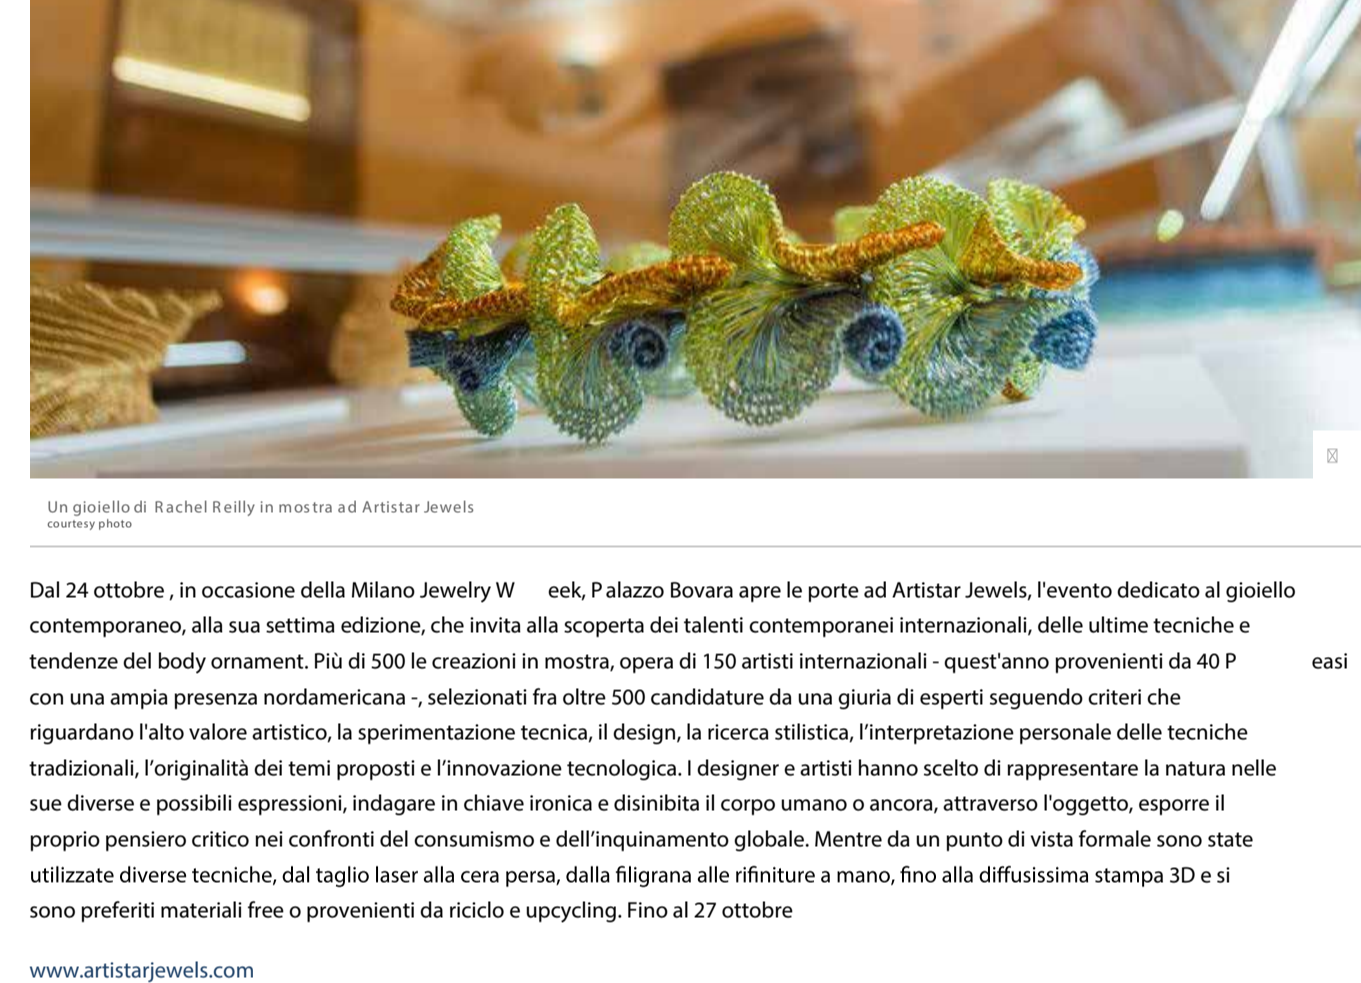 Un gioiello di Rachel Reilly in mostra ad Artistar Jewels
courtesy photo
Dal 24 ottobre , in occasione della Milano Jewelry W eek, P alazzo Bovara apre le porte ad Artistar Jewels, l'evento dedicato al gioiello
contemporaneo, alla sua settima edizione, che invita alla scoperta dei talenti contemporanei internazionali, delle ultime tecniche e
tendenze del body ornament. Più di 500 le creazioni in mostra, opera di 150 artisti internazionali - quest'anno provenienti da 40 P easi
con una ampia presenza nordamericana -, selezionati fra oltre 500 candidature da una giuria di esperti seguendo criteri che
riguardano l'alto valore artistico, la sperimentazione tecnica, il design, la ricerca stilistica, l’interpretazione personale delle tecniche
tradizionali, l’originalità dei temi proposti e l’innovazione tecnologica. I designer e artisti hanno scelto di rappresentare la natura nelle
sue diverse e possibili espressioni, indagare in chiave ironica e disinibita il corpo umano o ancora, attraverso l'oggetto, esporre il
proprio pensiero critico nei confronti del consumismo e dell’inquinamento globale. Mentre da un punto di vista formale sono state
utilizzate diverse tecniche, dal taglio laser alla cera persa, dalla filigrana alle rifiniture a mano, fino alla diffusissima stampa 3D e si
sono preferiti materiali free o provenienti da riciclo e upcycling. Fino al 27 ottobre
www.artistarjewels.com